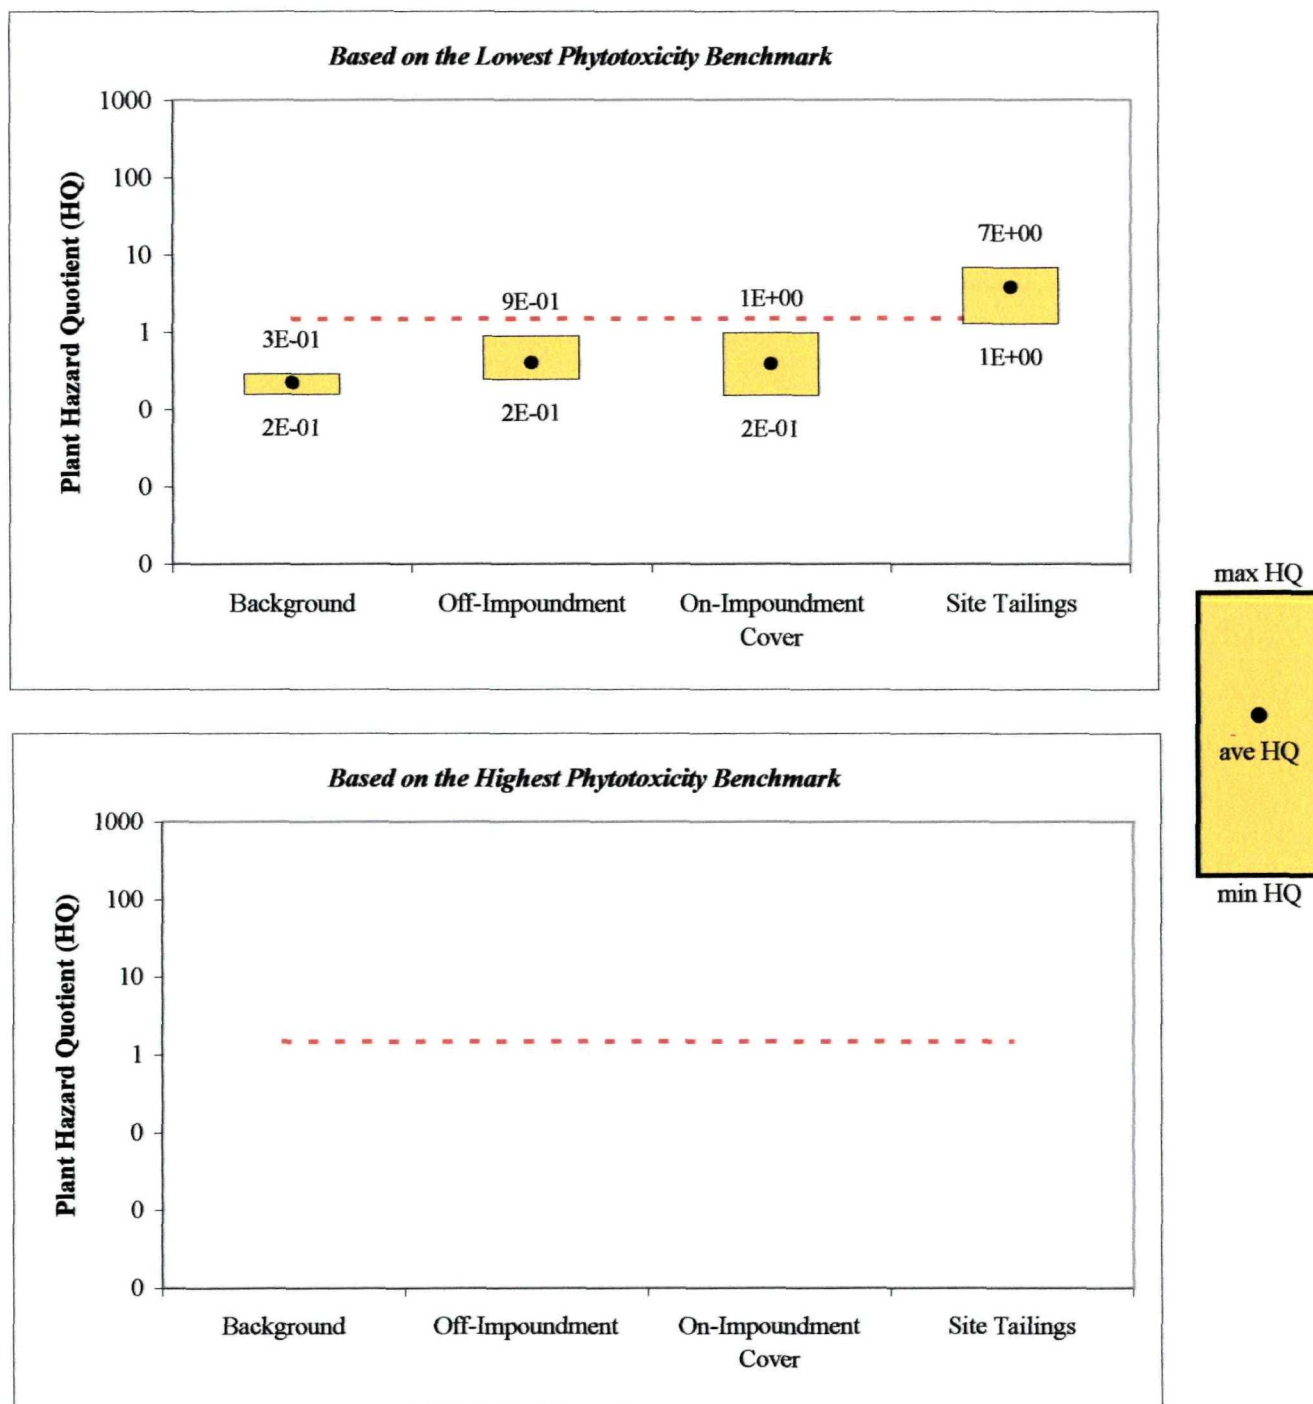 Based on the Lowest Phytotoxicity Benchmark
Plant Hazard Quotient (HQ)
1000
100
10
1
0
0
0
3E-01
2E-01
9E-01
2E-01
1E+00
2E-01
7E+00
1E+00
Background
Off-Impoundment
On-Impoundment
Cover
Site Tailings
max HQ
ave HQ
min HQ
Based on the Highest Phytotoxicity Benchmark
Plant Hazard Quotient (HQ)
1000
100
10
1
0
0
0
Background
Off-Impoundment
On-Impoundment
Cover
Site Tailings